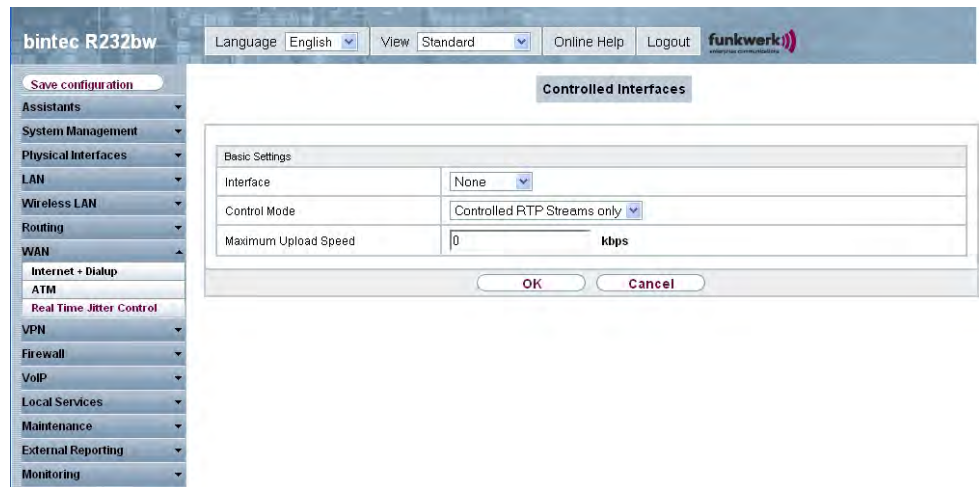 bintec R232bw
Language English View Standard Online Help Logout funkwerk
Save configuration
Assistants
System Management
Physical Interfaces
LAN
Wireless LAN
Routing
WAN
Internet + Dialup
ATM
Real Time Jitter Control
VPN
Firewall
VoIP
Local Services
Maintenance
External Reporting
Monitoring
Controlled Interfaces
Basic Settings
Interface None
Control Mode Controlled RTP Streams only
Maximum Upload Speed 0 kbps
OK Cancel